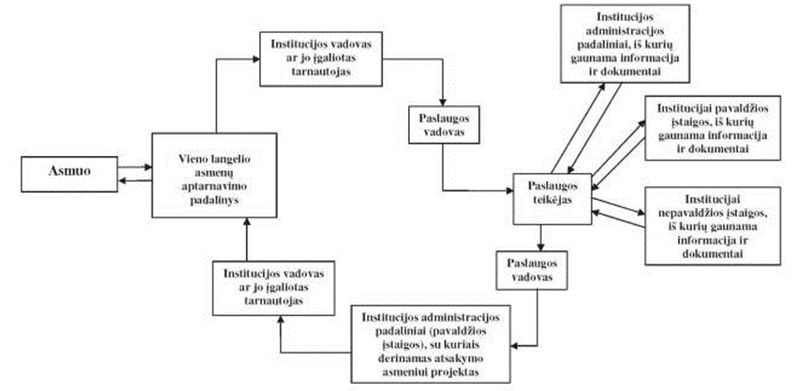 Institucijos
administracijos
padaliniai, iš kurių
gaunama informacija
ir dokumentai
Institucijos vadovas
ar jo įgaliotas
tarnautojas
Paslaugos
vadovas
Institucijai pavaldžios
įstaigos, iš kurių
gaunama informacija
ir dokumentai
Asmuo
Vieno langelio
asmenų
aptarnavimo
padalinys
Paslaugos
teikėjas
Institucijai
nepavaldžios įstaigos,
iš kurių gaunama
informacija ir
dokumentai
Paslaugos
vadovas
Institucijos vadovas
ar jo įgaliotas
tarnautojas
Institucijos administracijos
padaliniai (pavaldžios
įstaigos), su kuriais
derinamas atsakymo
asmeniui projektas